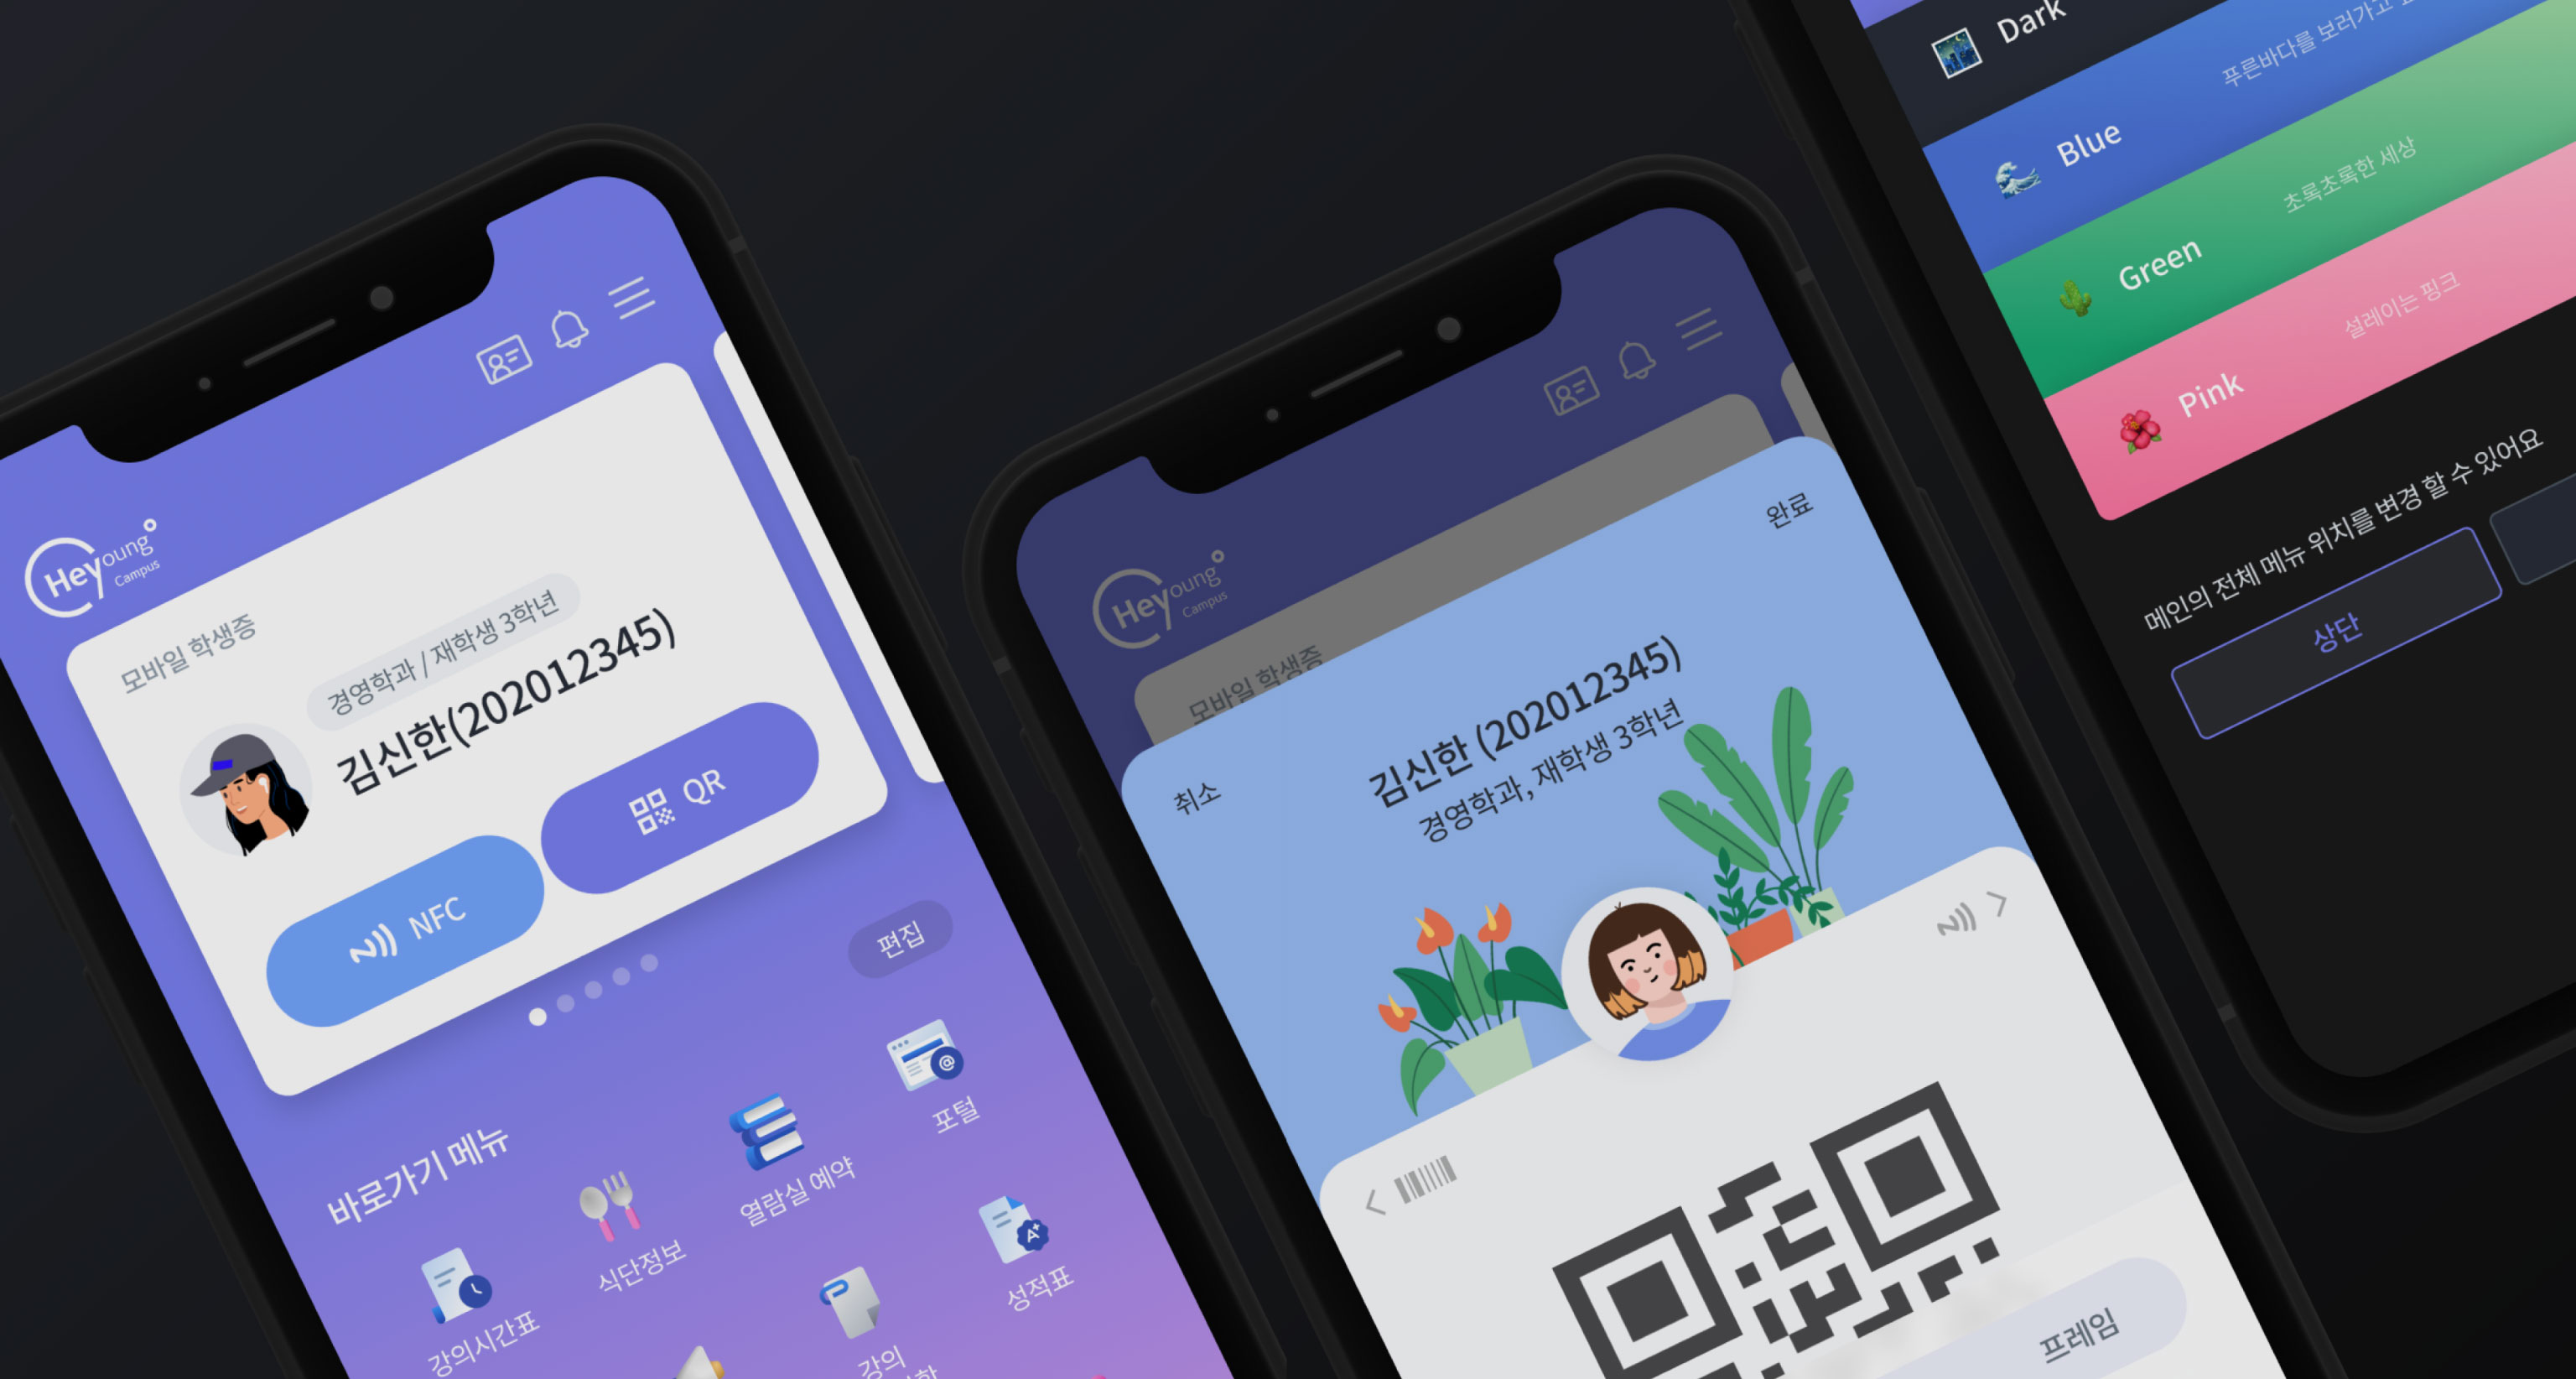 Heyoung
Campus
모바일 학생증
경영학과 / 재학생 3학년
김신한(202012345)
NFC
QR
편집
바로가기 메뉴
강의시간표
식단정보
열람실 예약
포털
강의
성적표
Heyoung
Campus
모바일 학생증
취소
완료
김신한 (202012345)
경영학과, 재학생 3학년
프레임
Dark
Blue
푸른바다를 보러가고
Green
초록초록한 세상
Pink
설레이는 핑크
메인의 전체 메뉴 위치를 변경 할 수 있어요
상단